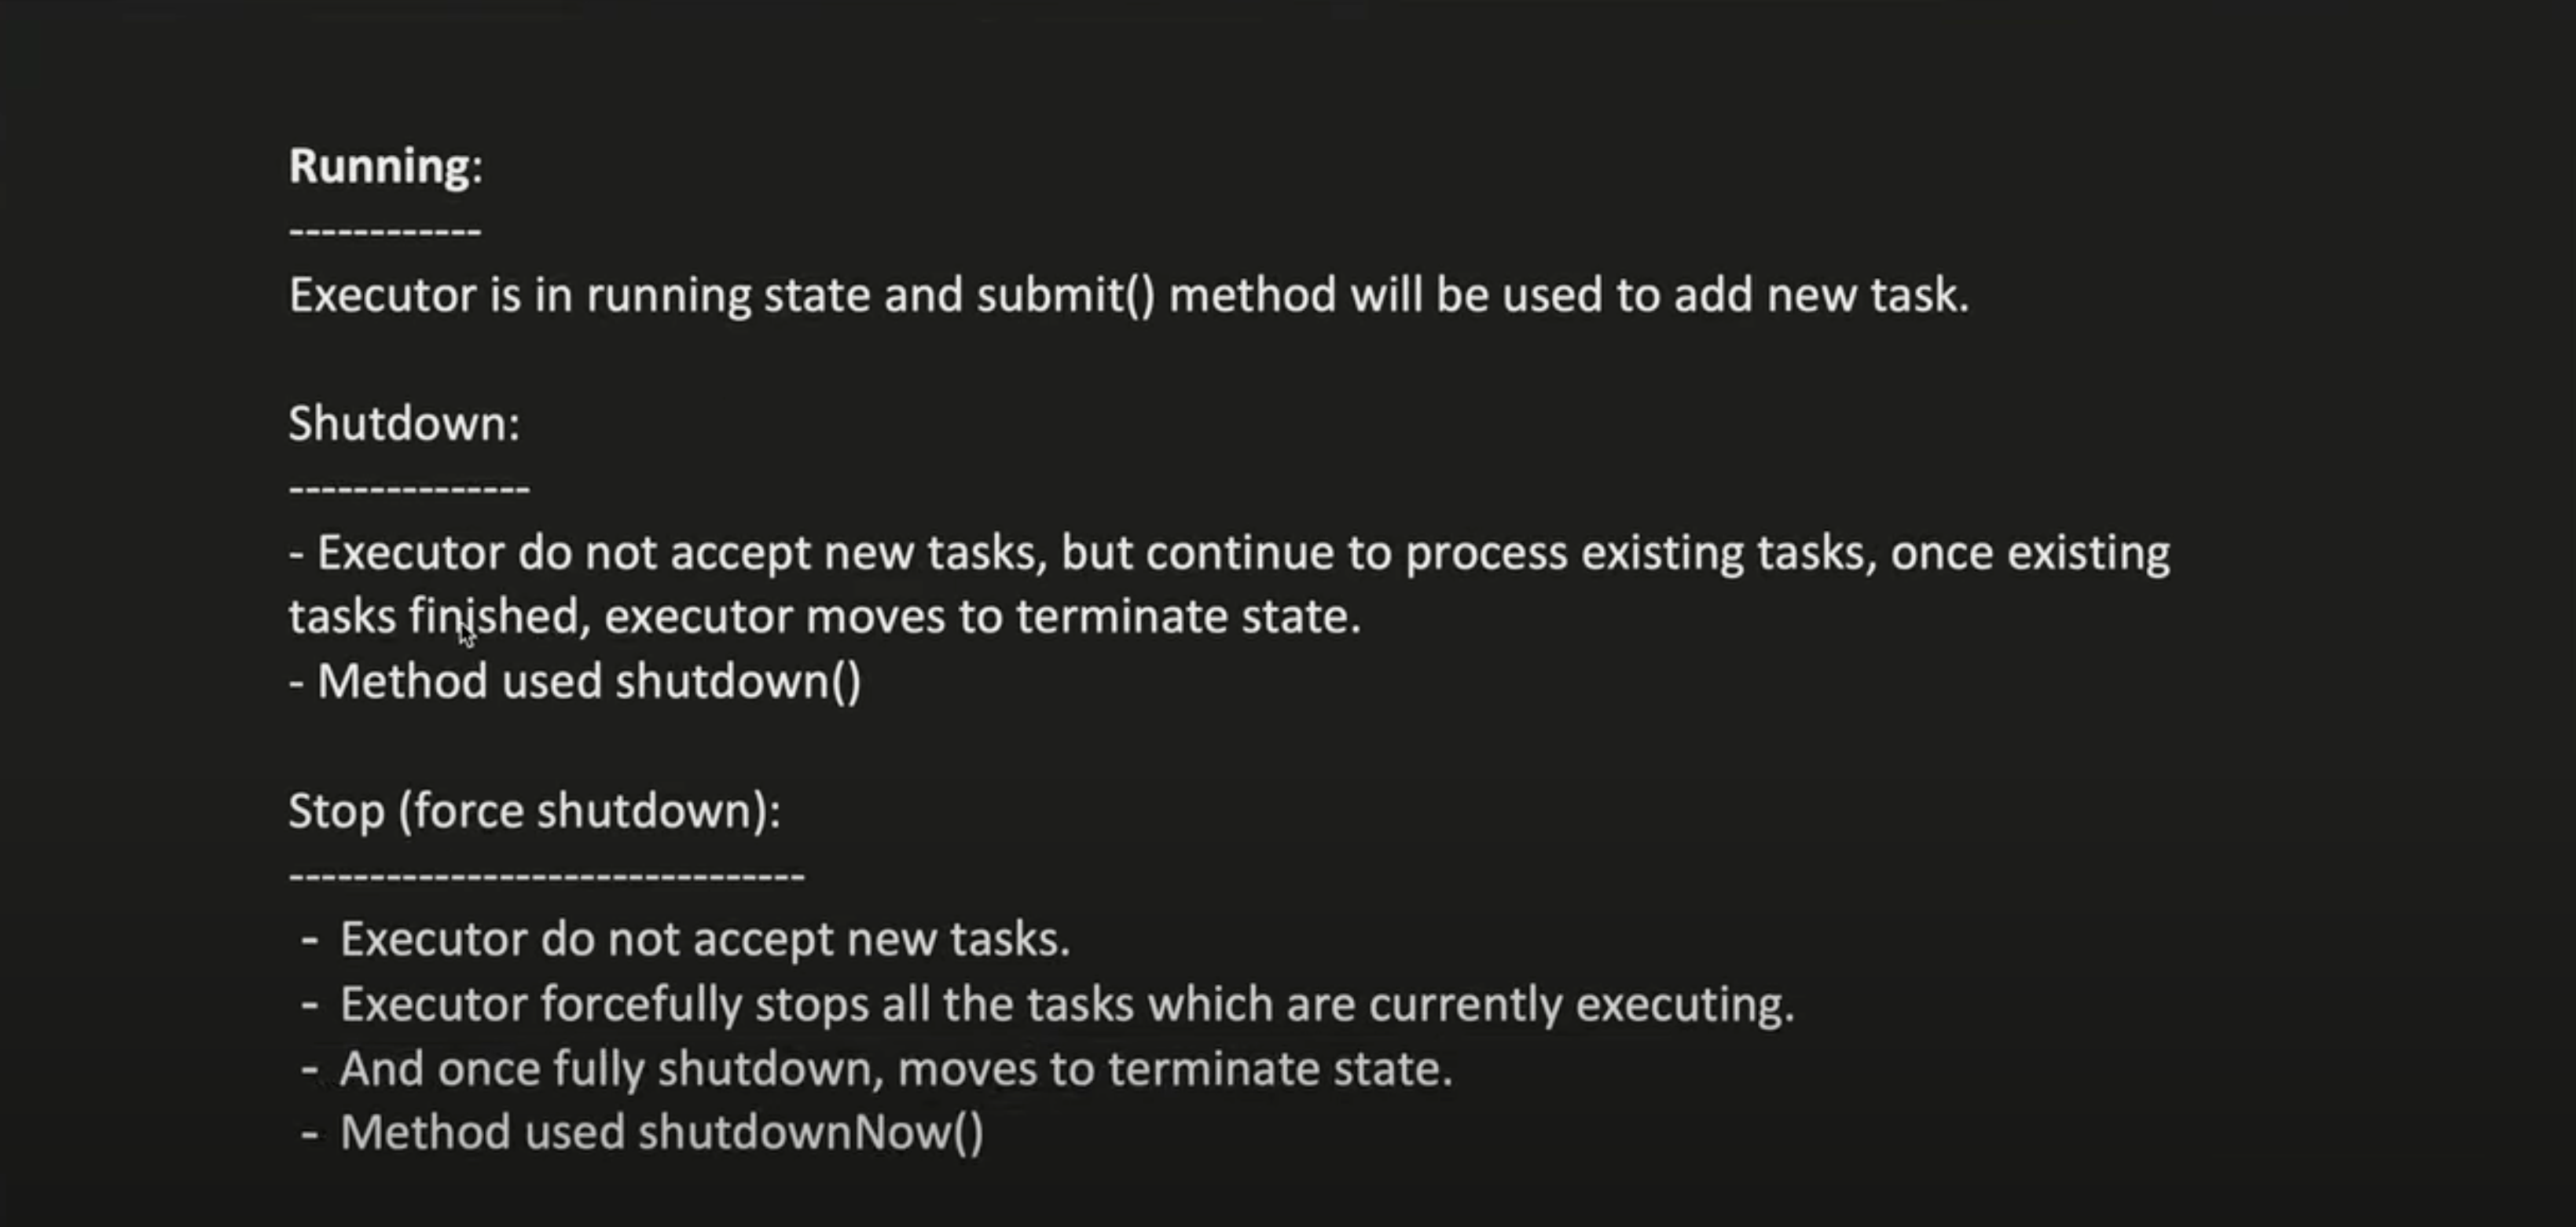 Running:
------------
Executor is in running state and submit() method will be used to add new task.
Shutdown:
---------------
- Executor do not accept new tasks, but continue to process existing tasks, once existing
tasks finished, executor moves to terminate state.
- Method used shutdown()
Stop (force shutdown):
--------------------------------
- Executor do not accept new tasks.
- Executor forcefully stops all the tasks which are currently executing.
- And once fully shutdown, moves to terminate state.
- Method used shutdownNow()